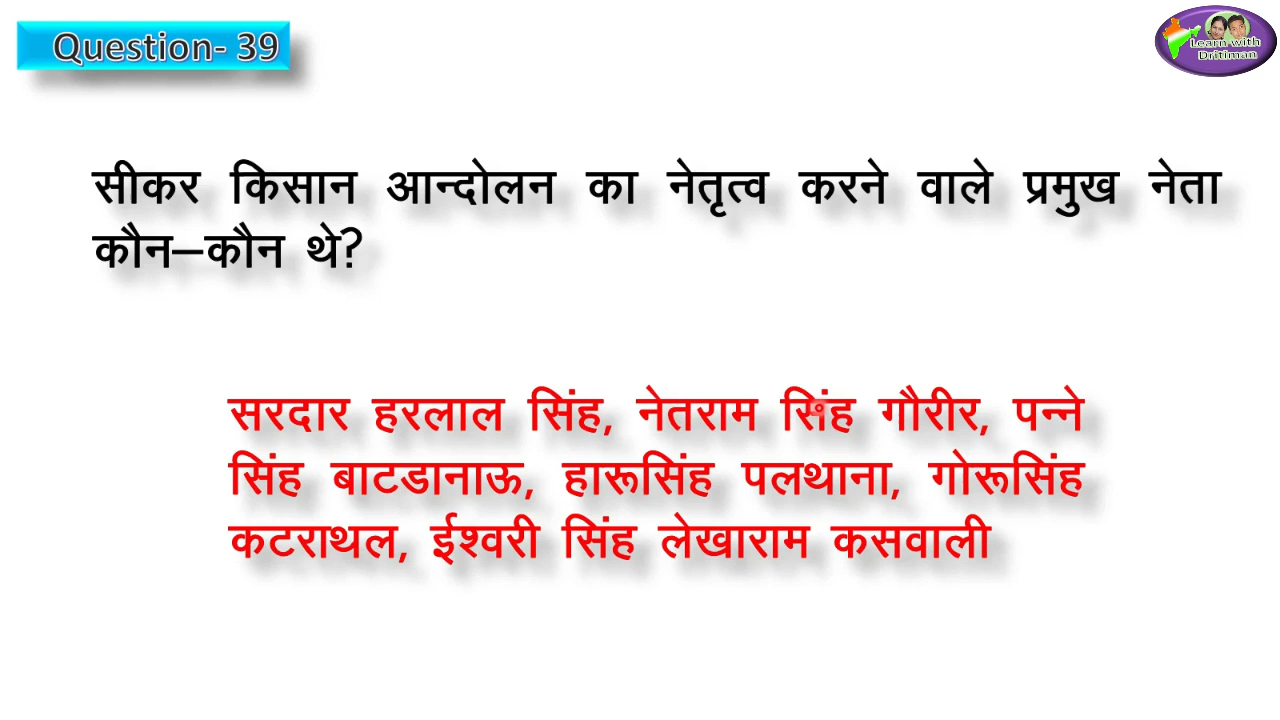 Question- 39
Learn with
Dritiman
सीकर किसान आन्दोलन का नेतृत्व करने वाले प्रमुख नेता
कौन–कौन थे?
सरदार हरलाल सिंह, नेतराम सिंह गौरीर, पन्ने
सिंह बाटडानाऊ, हारूसिंह पलथाना, गोरूसिंह
कटराथल, ईश्वरी सिंह लेखाराम कसवाली